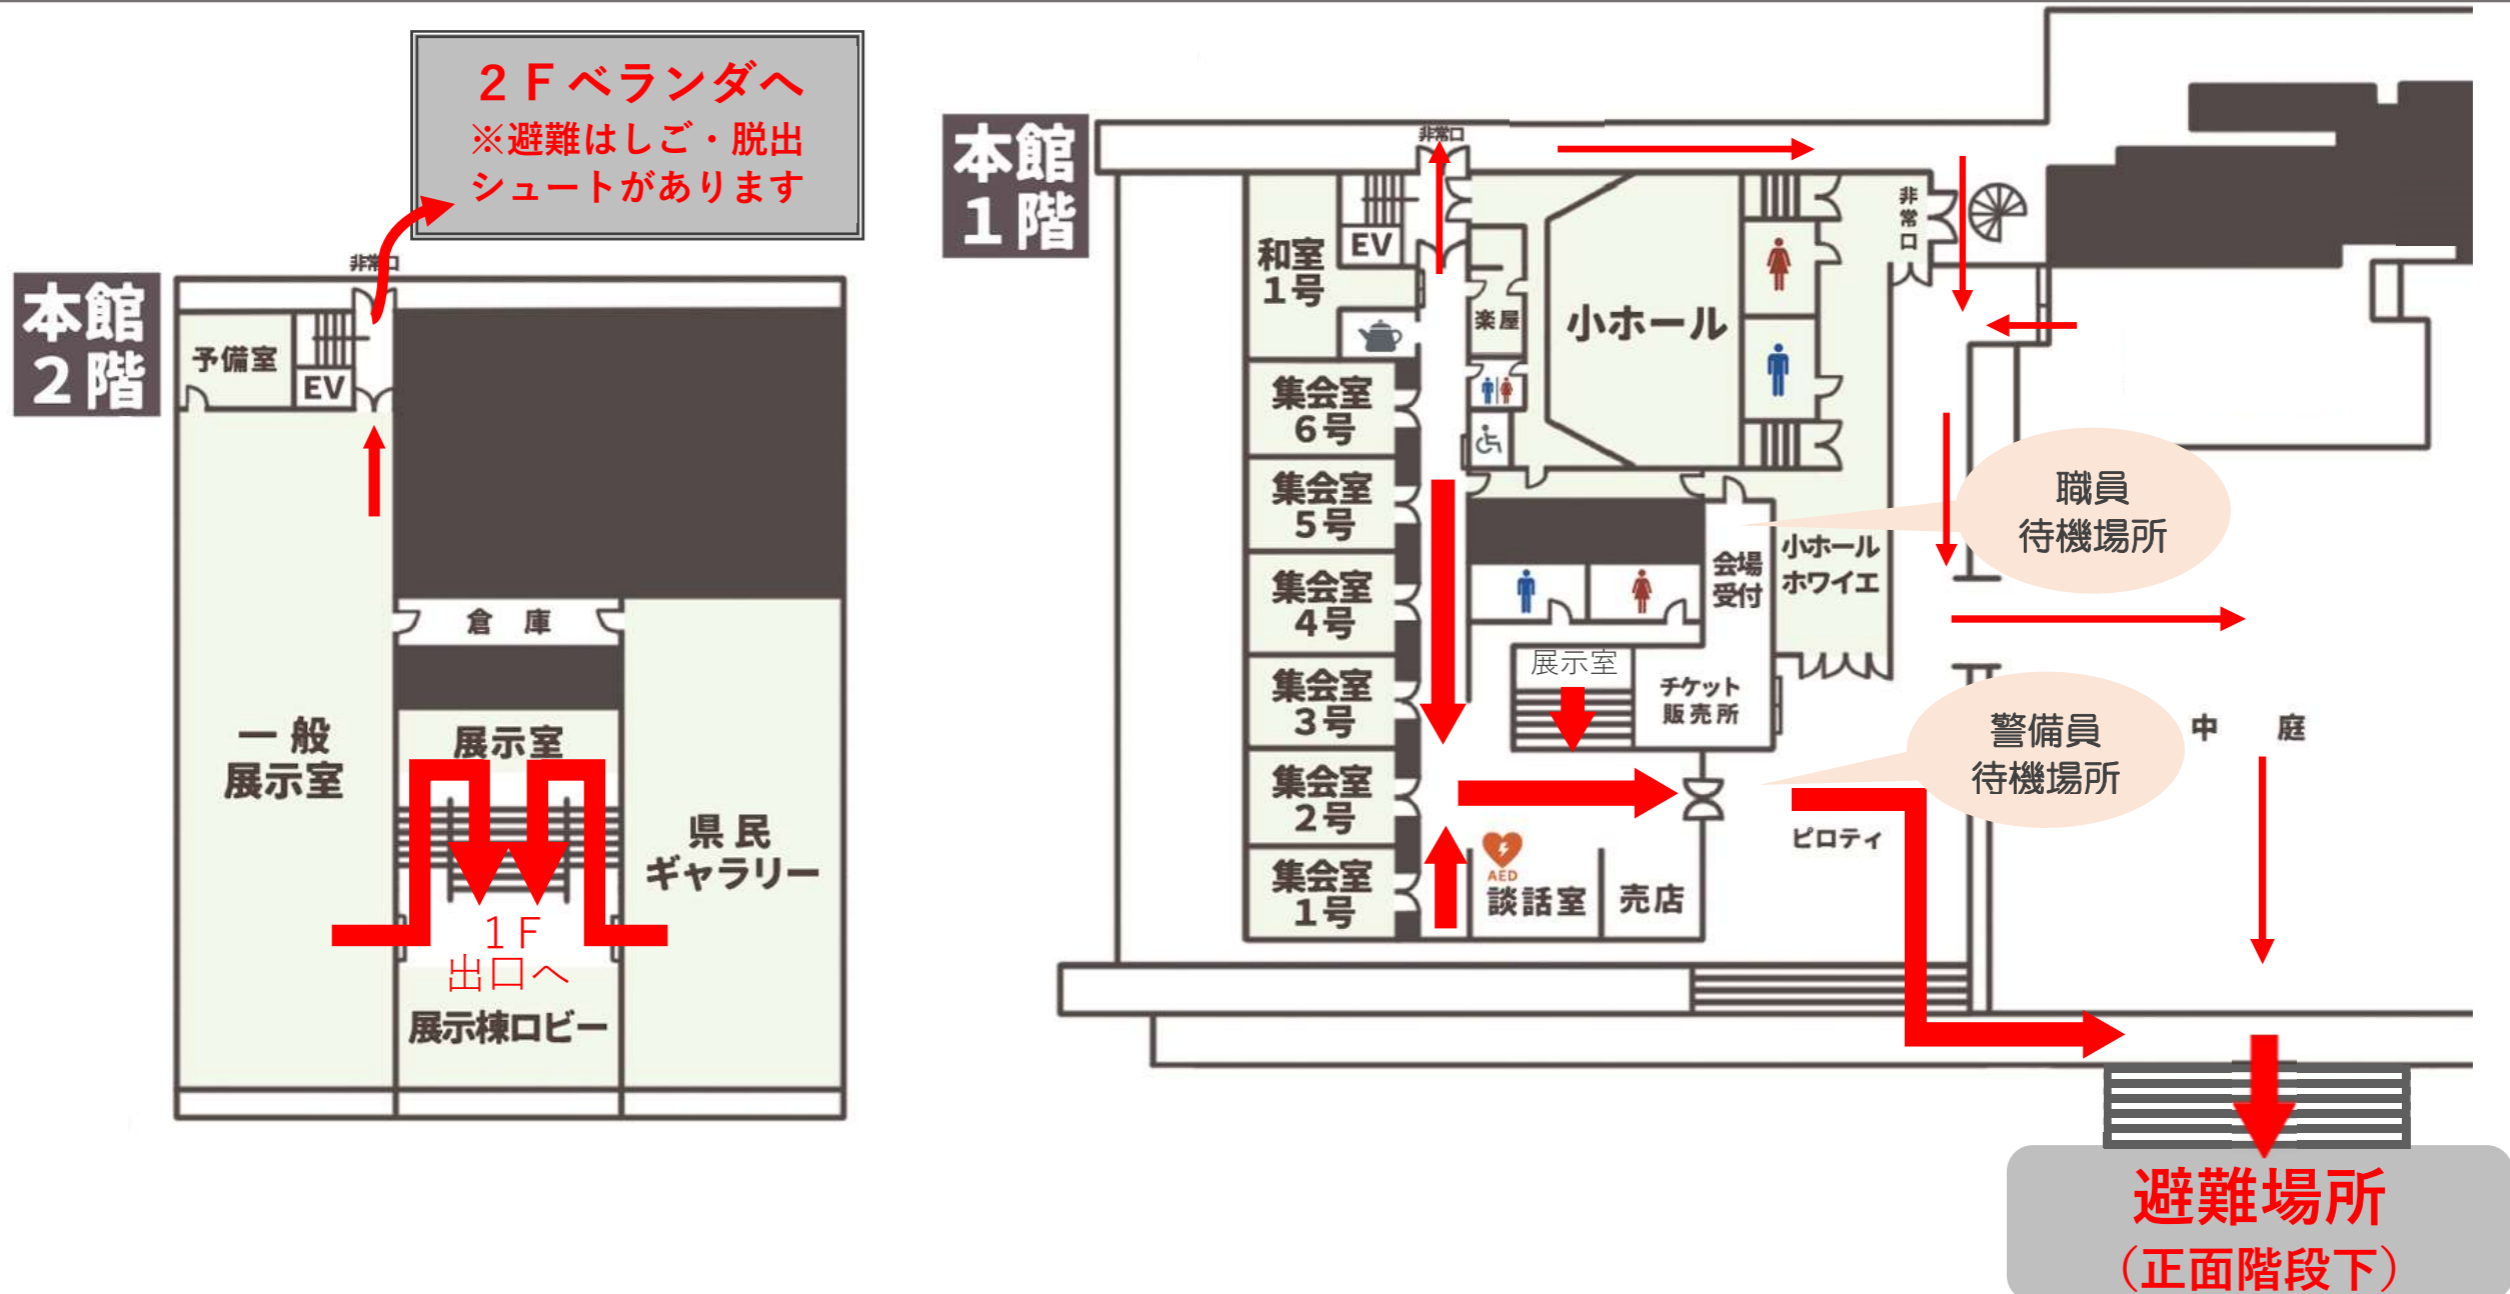 ２Ｆベランダへ
※避難はしご・脱出
シュートがあります
非常口
本館
２階
予備室
EV
倉　庫
一般
展示室
展示室
県民
ギャラリー
１Ｆ
出口へ
展示棟ロビー
本館
１階
非常口
和室
１号
EV
楽屋
小ホール
非常口
集会室
６号
集会室
５号
集会室
４号
集会室
３号
集会室
２号
集会室
１号
会場
受付
小ホール
ホワイエ
職員
待機場所
展示室
チケット
販売所
警備員
待機場所
中　庭
ピロティ
AED
談話室
売店
避難場所
（正面階段下）